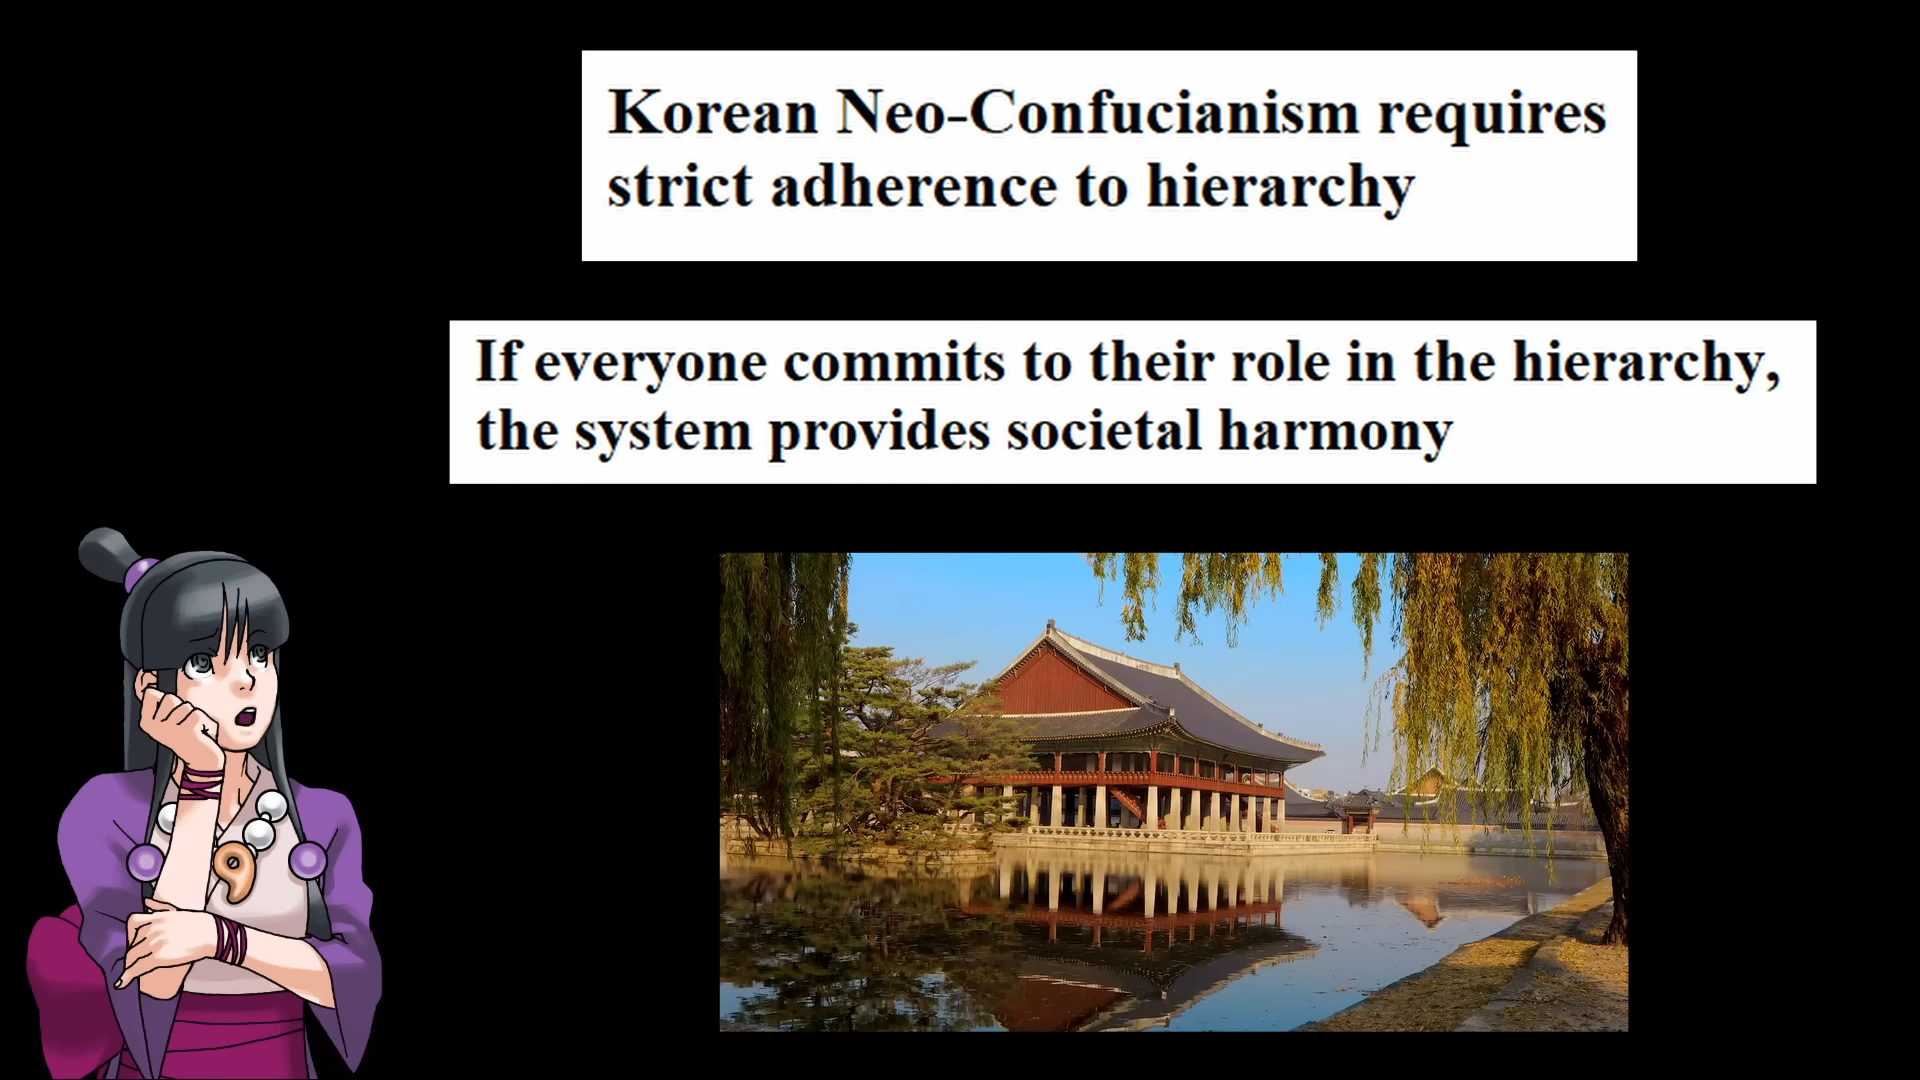 Korean Neo-Confucianism requires
strict adherence to hierarchy
If everyone commits to their role in the hierarchy,
the system provides societal harmony